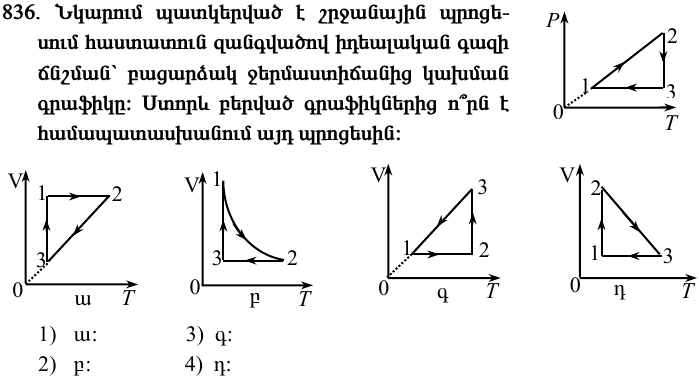 836. Նկարում պատկերված է շրջանային պրոցե-
սում հաստատուն զանգվածով իդեալական գազի
ճնշման՝ բացարձակ ջերմաստիճանից կախման
գրաֆիկը: Ստորև բերված գրաֆիկներից ո՞րն է
համապատասխանում այդ պրոցեսին:
P
2
1
3
0
T
V
1
2
3
0
ա
T
V
1
3
2
0
բ
T
V
3
1
2
0
գ
T
V
2
1
3
0
դ
T
1) ա:
3) գ:
2) բ:
4) դ: